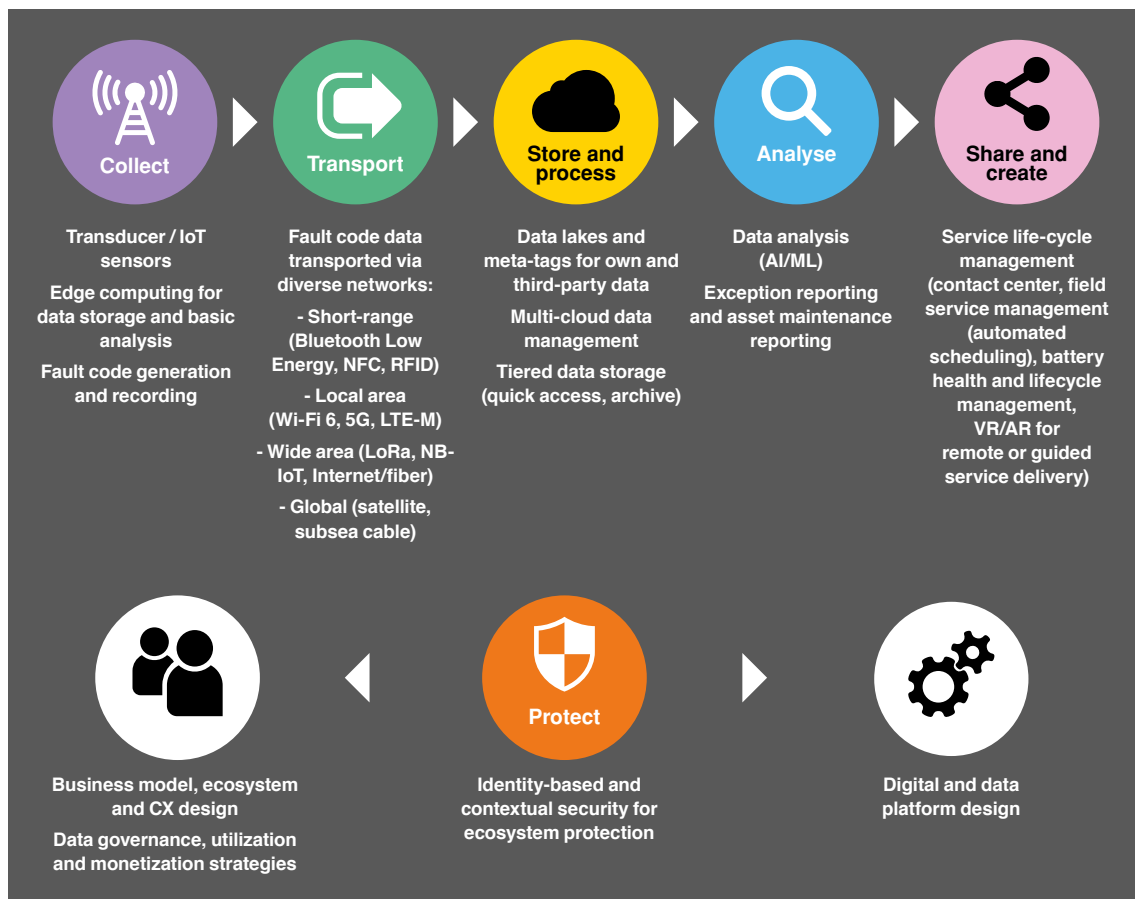 Collect
Transducer / IoT
sensors
Edge computing for
data storage and basic
analysis
Fault code generation
and recording
Transport
Fault code data
transported via
diverse networks:
- Short-range
(Bluetooth Low
Energy, NFC, RFID)
- Local area
(Wi-Fi 6, 5G, LTE-M)
- Wide area (LoRa, NB-
IoT, Internet/fiber)
- Global (satellite,
subsea cable)
Store and
process
Data lakes and
meta-tags for own and
third-party data
Multi-cloud data
management
Tiered data storage
(quick access, archive)
Analyse
Data analysis
(AI/ML)
Exception reporting
and asset maintenance
reporting
Share and
create
Service life-cycle
management
(contact center, field
service management
(automated
scheduling), battery
health and lifecycle
management,
VR/AR for
remote or guided
service delivery)
Business model, ecosystem
and CX design
Data governance, utilization
and monetization strategies
Protect
Identity-based and
contextual security for
ecosystem protection
Digital and data
platform design